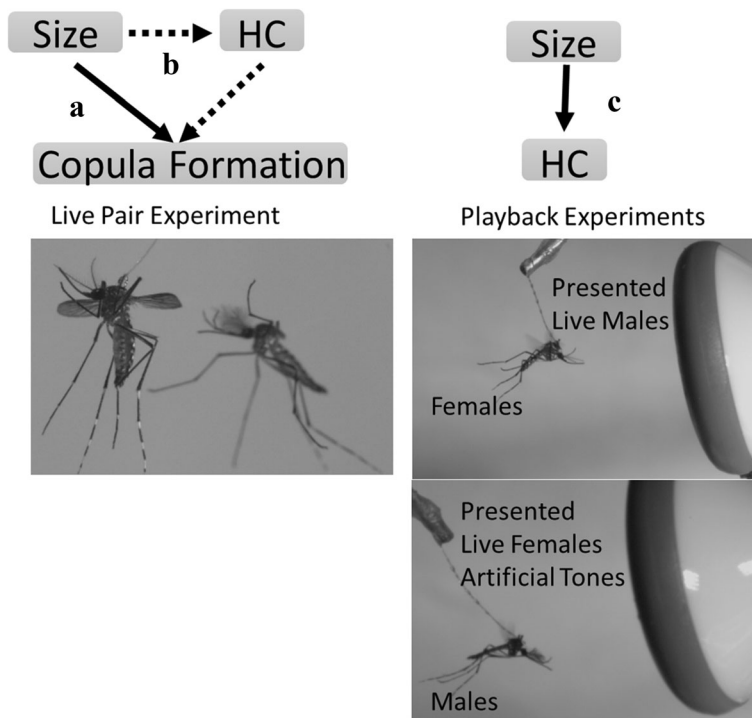 Size
HC
b
a
Copula Formation
Live Pair Experiment
Size
c
HC
Playback Experiments
Presented
Live Males
Females
Presented
Live Females
Artificial Tones
Males